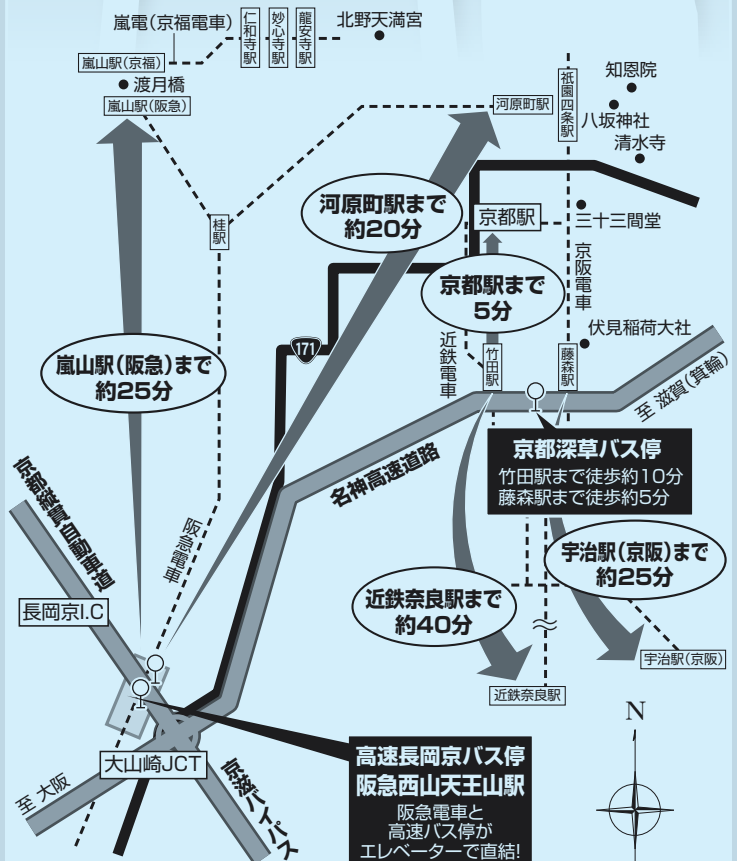 嵐電(京福電車)
仁和寺駅
妙心寺駅
龍安寺駅
北野天満宮
嵐山駅(京福)
渡月橋
嵐山駅(阪急)
河原町駅
祇園四条駅
知恩院
八坂神社
清水寺
河原町駅まで
約20分
京都駅
三十三間堂
桂駅
京都駅まで
5分
京阪電車
171
近鉄電車
竹田駅
藤森駅
伏見稲荷大社
嵐山駅(阪急)まで
約25分
至 滋賀(箕輪)
京都深草バス停
竹田駅まで徒歩約10分
藤森駅まで徒歩約5分
名神高速道路
京都縦貫自動車道
阪急電車
宇治駅(京阪)まで
約25分
近鉄奈良駅まで
約40分
長岡京I.C
宇治駅(京阪)
近鉄奈良駅
N
大山崎JCT
至 大阪
京滋バイパス
高速長岡京バス停
阪急西山天王山駅
阪急電車と
高速バス停が
エレベーターで直結!